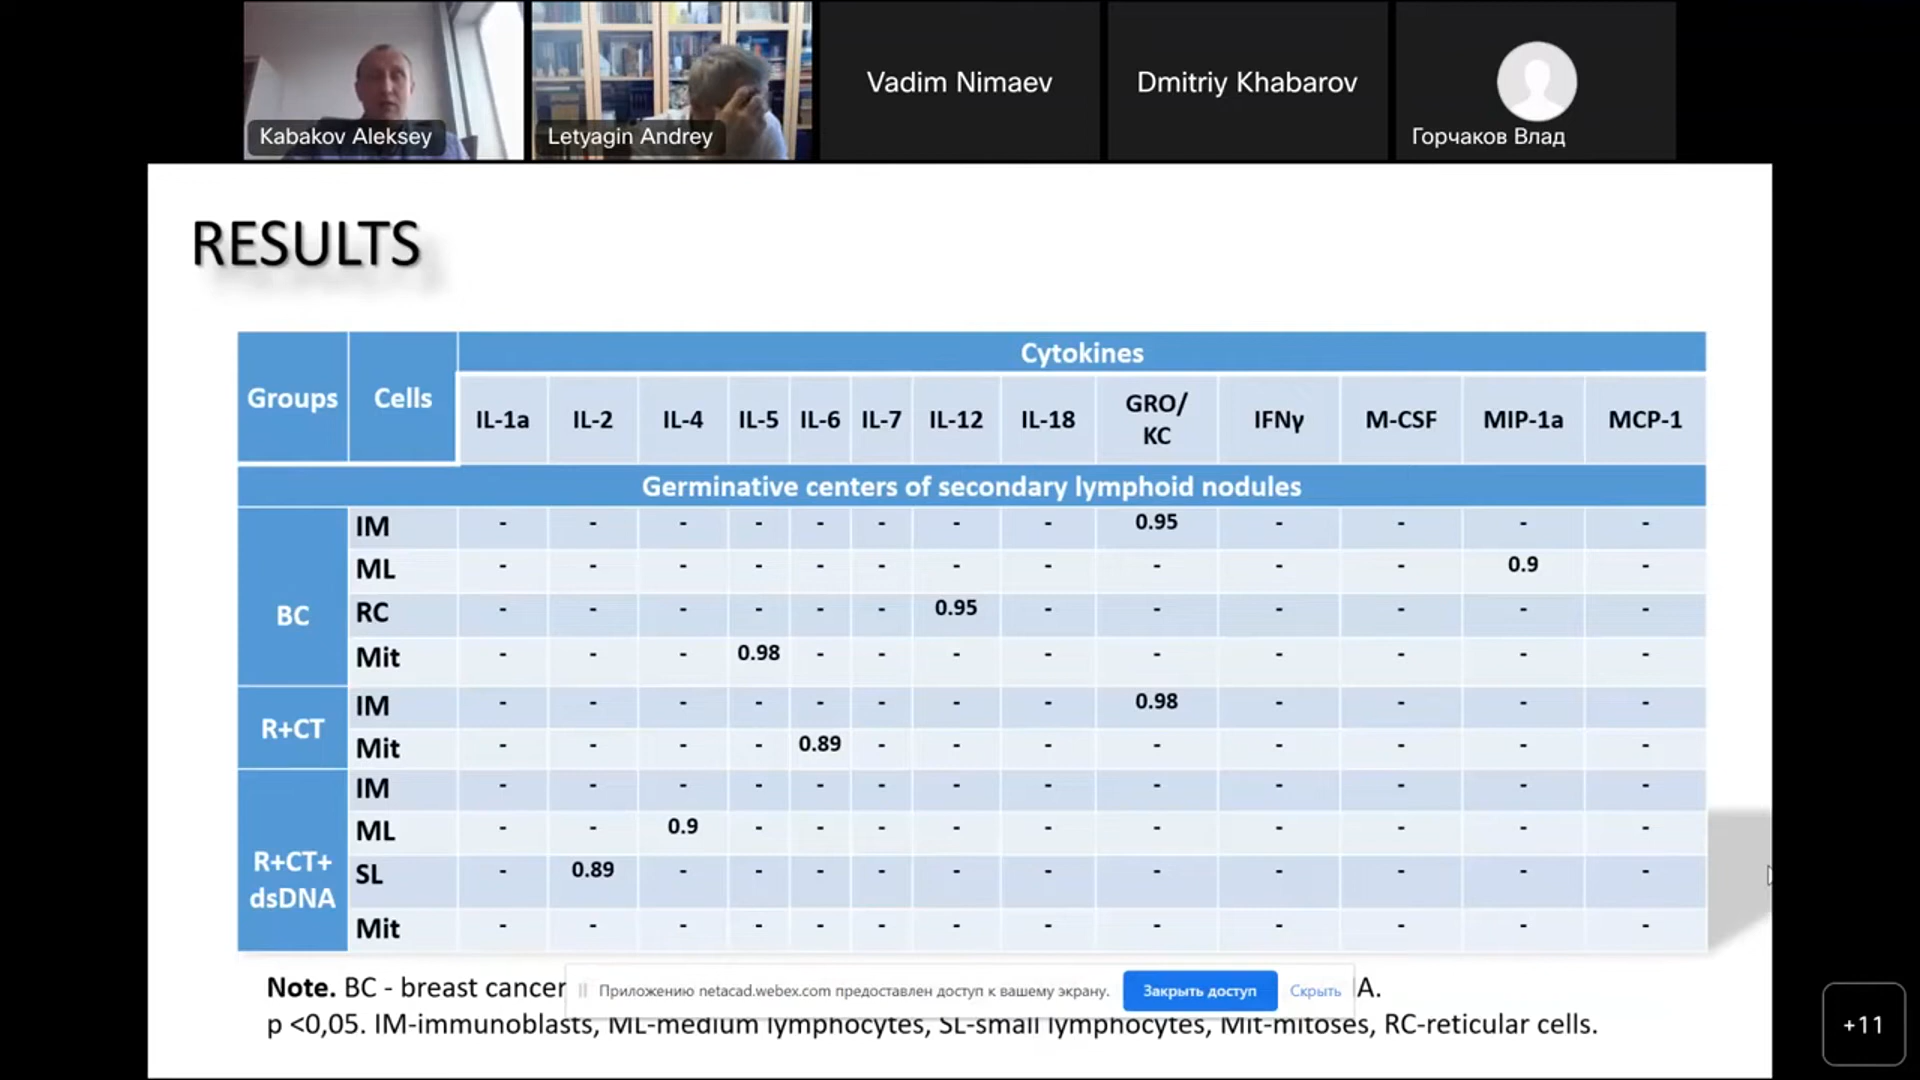 Kabakov Aleksey
Letyagin Andrey
Vadim Nimaev
Dmitriy Khabarov
Горчаков Влад
RESULTS
Groups Cells Cytokines
IL-1a IL-2 IL-4 IL-5 IL-6 IL-7 IL-12 IL-18 GRO/ KC IFNγ M-CSF MIP-1a MCP-1
Germinative centers of secondary lymphoid nodules
BC
IM - - - - - - - - 0.95 - - - -
ML - - - - - - - - - - - 0.9 -
RC - - - - - - 0.95 - - - - - -
Mit - - - 0.98 - - - - - - - - -
R+CT
IM - - - - - - - - 0.98 - - - -
Mit - - - - 0.89 - - - - - - - -
R+CT+
dsDNA
IM - - - - - - - - - - - - -
ML - - 0.9 - - - - - - - - - -
SL - 0.89 - - - - - - - - - - -
Mit - - - - - - - - - - - - -
Note. BC - breast cancer
A.
Приложению netacad.webex.com предоставлен доступ к вашему экрану. Закрыть доступ Скрыть
p <0,05. IM-immunoblasts, ML-medium lymphocytes, SL-small lymphocytes, Mit-mitoses, RC-reticular cells.
+11